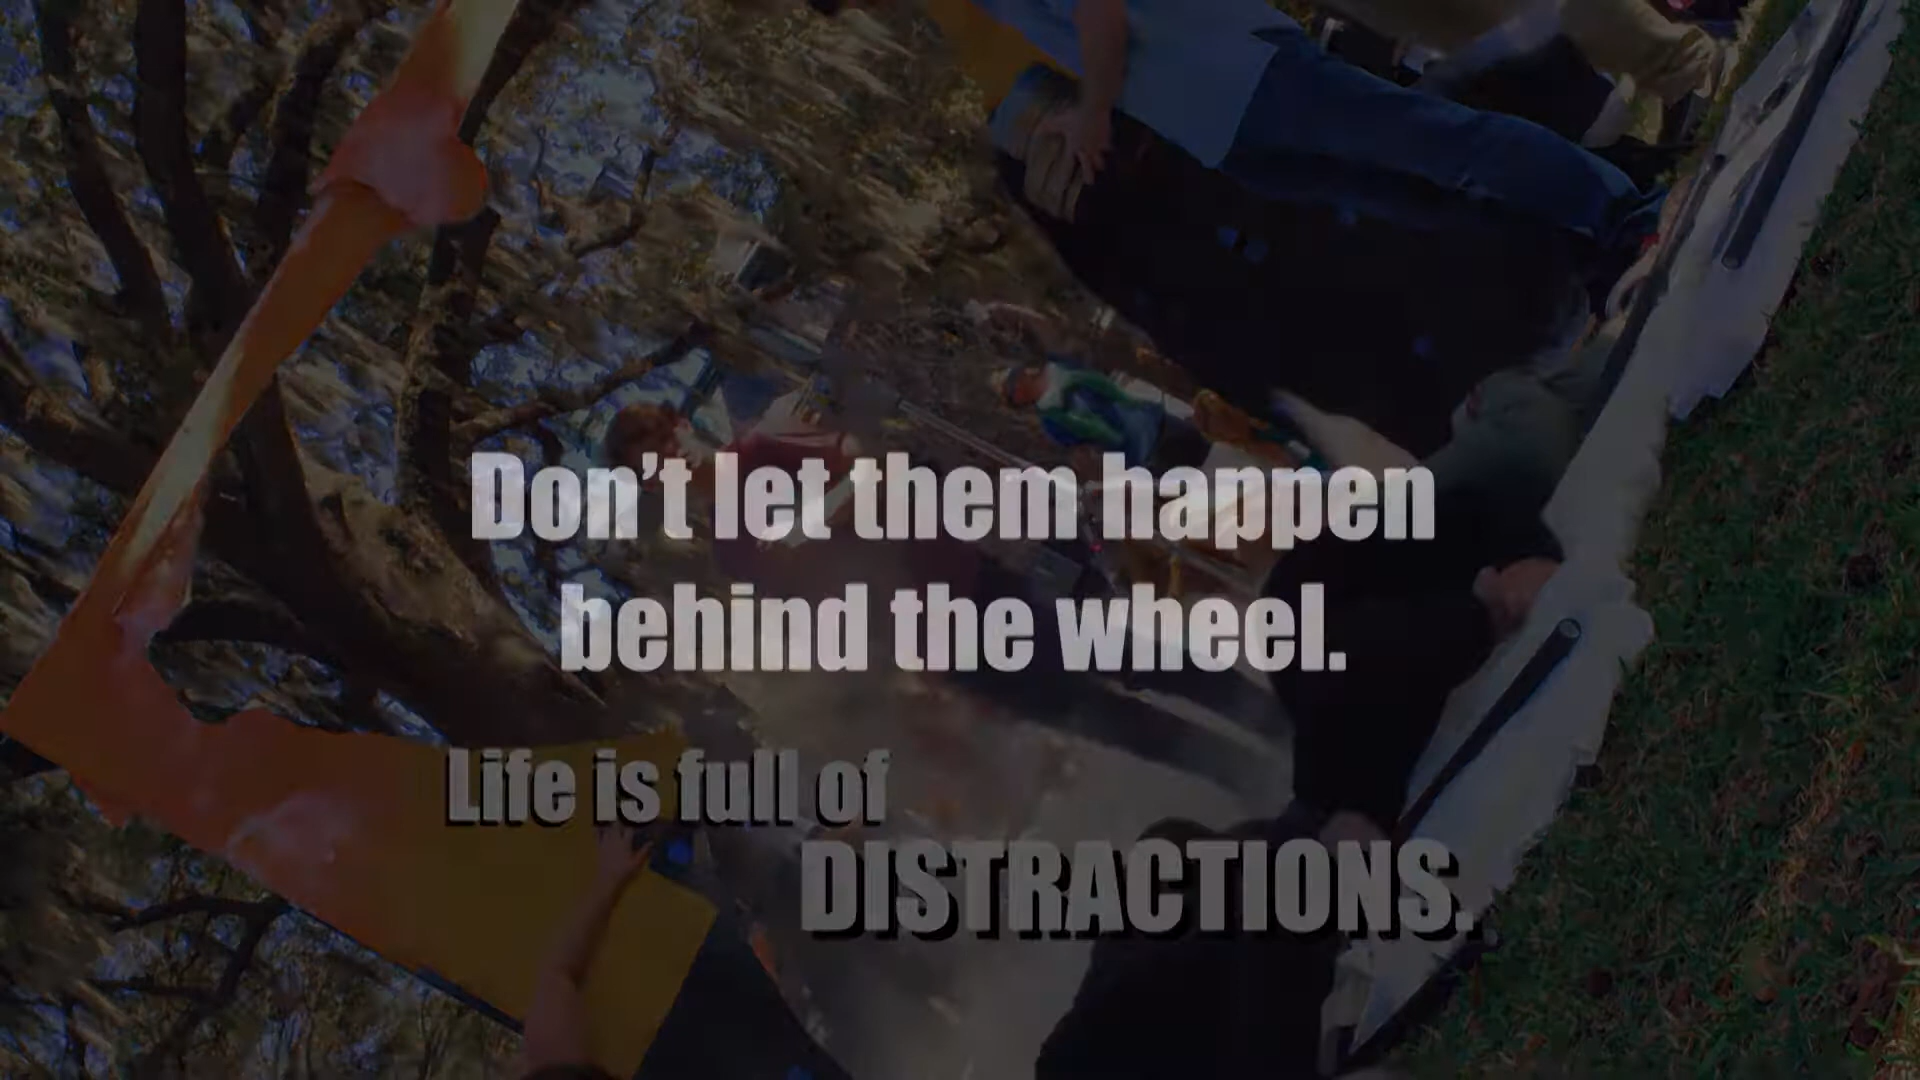 Don't let them happen
behind the wheel.
Life is full of
DISTRACTIONS.